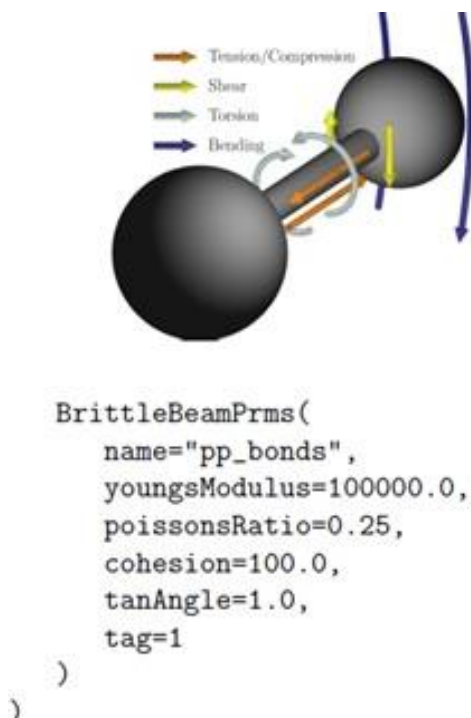 Tension/Compression
Shear
Torsion
Bending
BrittleBeamPrms(
name="pp_bonds",
youngsModulus=100000.0,
poissonsRatio=0.25,
cohesion=100.0,
tanAngle=1.0,
tag=1
)
)